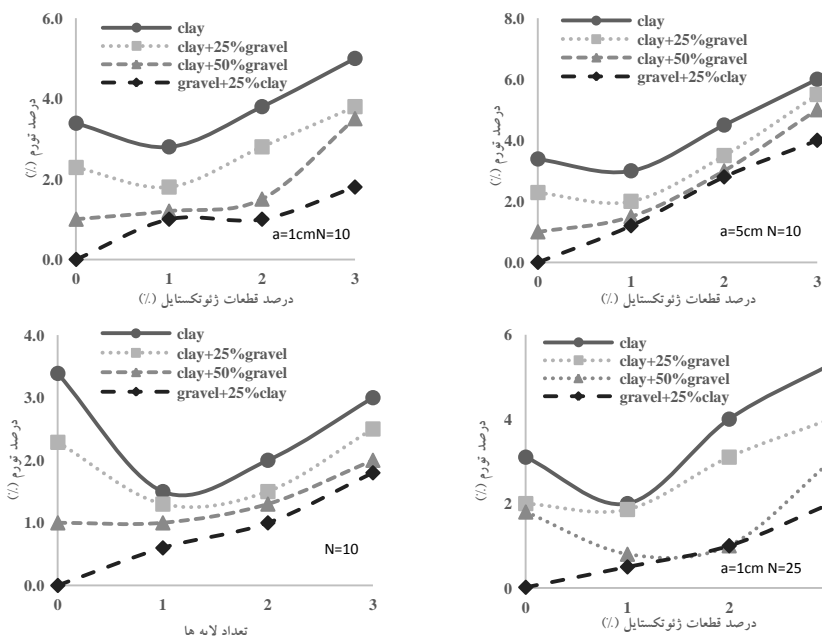 6.0
4.0
2.0
0.0
درصد تورم (%)
clay
clay+25%gravel
clay+50%gravel
gravel+25%clay
a=1cmN=10
0 1 2 3
درصد قطعات ژئوتکستایل (%)
8.0
6.0
4.0
2.0
0.0
درصد تورم (%)
clay
clay+25%gravel
clay+50%gravel
gravel+25%clay
a=5cm N=10
0 1 2 3
درصد قطعات ژئوتکستایل (%)
4.0
3.0
2.0
1.0
0.0
درصد تورم (%)
clay
clay+25%gravel
clay+50%gravel
gravel+25%clay
N=10
0 1 2 3
تعداد لایه ها
6
4
2
0
درصد تورم (%)
clay
clay+25%gravel
clay+50%gravel
gravel+25%clay
a=1cm N=25
0 1 2
درصد قطعات ژئوتکستایل (%)